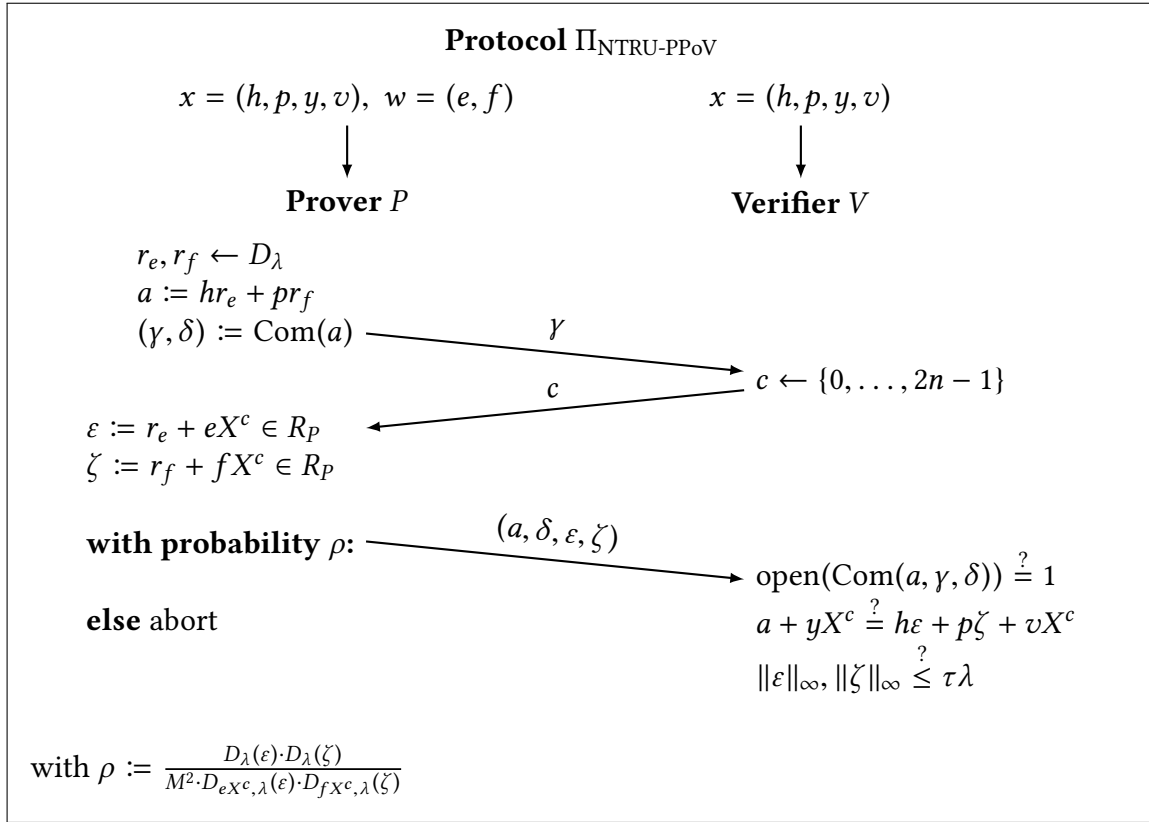 Protocol Π_NTRU-PPoV
x = (h, p, y, v), w = (e, f) x = (h, p, y, v)
Prover P Verifier V
r_e, r_f ← D_λ
a ≔ hr_e + pr_f
(γ, δ) ≔ Com(a)
γ
c ← {0, . . . , 2n − 1}
c
ε ≔ r_e + eX^c ∈ R_P
ζ ≔ r_f + fX^c ∈ R_P
with probability ρ:
(a, δ, ε, ζ)
open(Com(a, γ, δ)) ≟ 1
else abort
a + yX^c ≟ hε + pζ + vX^c
‖ε‖_∞, ‖ζ‖_∞ ≤^? τλ
with ρ ≔ D_λ(ε)·D_λ(ζ) / M^2·D_{eX^c,λ}(ε)·D_{fX^c,λ}(ζ)